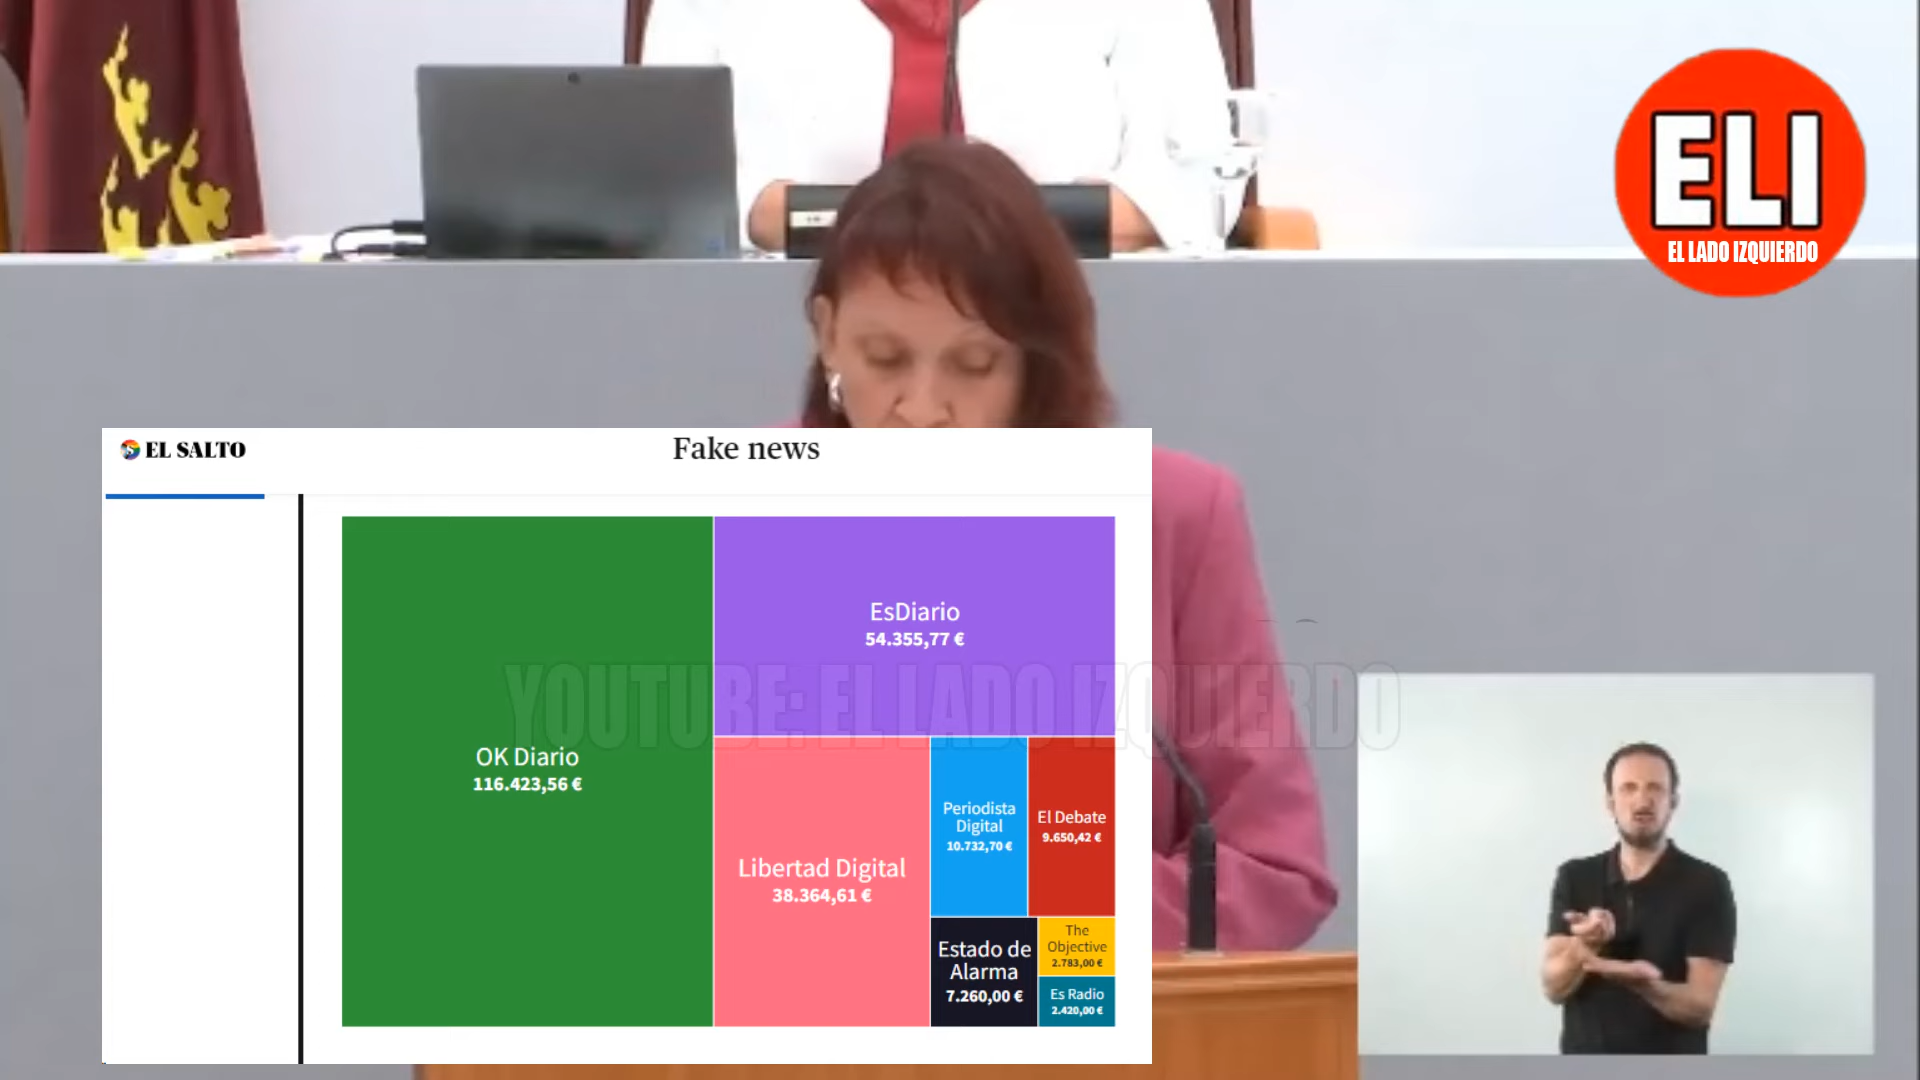 ELI
EL LADO IZQUIERDO
EL SALTO
Fake news
EsDiario
54.355,77 €
YOUTUBE: EL LADO IZQUIERDO
OK Diario
116.423,56 €
Libertad Digital
38.364,61 €
Periodista
Digital
10.732,70 €
El Debate
9.650,42 €
Estado de
Alarma
7.260,00 €
The
Objective
2.783,00 €
Es Radio
2.420,00 €